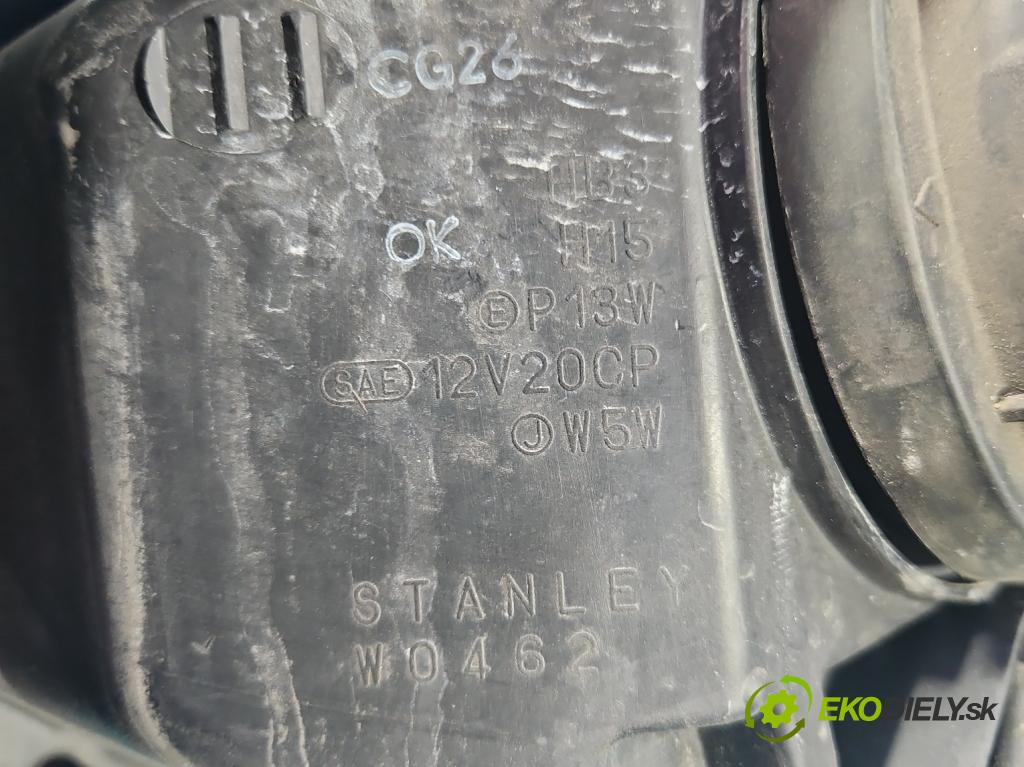 CG26
HB3
OK H15
E P13W
SAE 12V20CP
J W5W
STANLEY
W0462
EKODIELY.sk